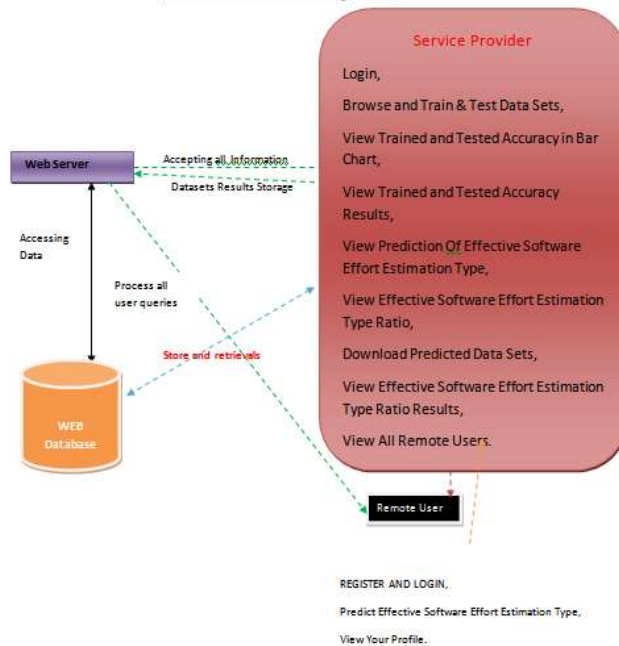 Service Provider
Login,
Browse and Train & Test Data Sets,
View Trained and Tested Accuracy in Bar
Chart,
View Trained and Tested Accuracy
Results,
View Prediction Of Effective Software
Effort Estimation Type,
View Effective Software Effort Estimation
Type Ratio,
Download Predicted Data Sets,
View Effective Software Effort Estimation
Type Ratio Results,
View All Remote Users.
Web Server
Accepting all Information
Datasets Results Storage
Accessing
Data
Process all
user queries
Store and retrievals
WEB
Database
Remote User
REGISTER AND LOGIN,
Predict Effective Software Effort Estimation Type,
View Your Profile.